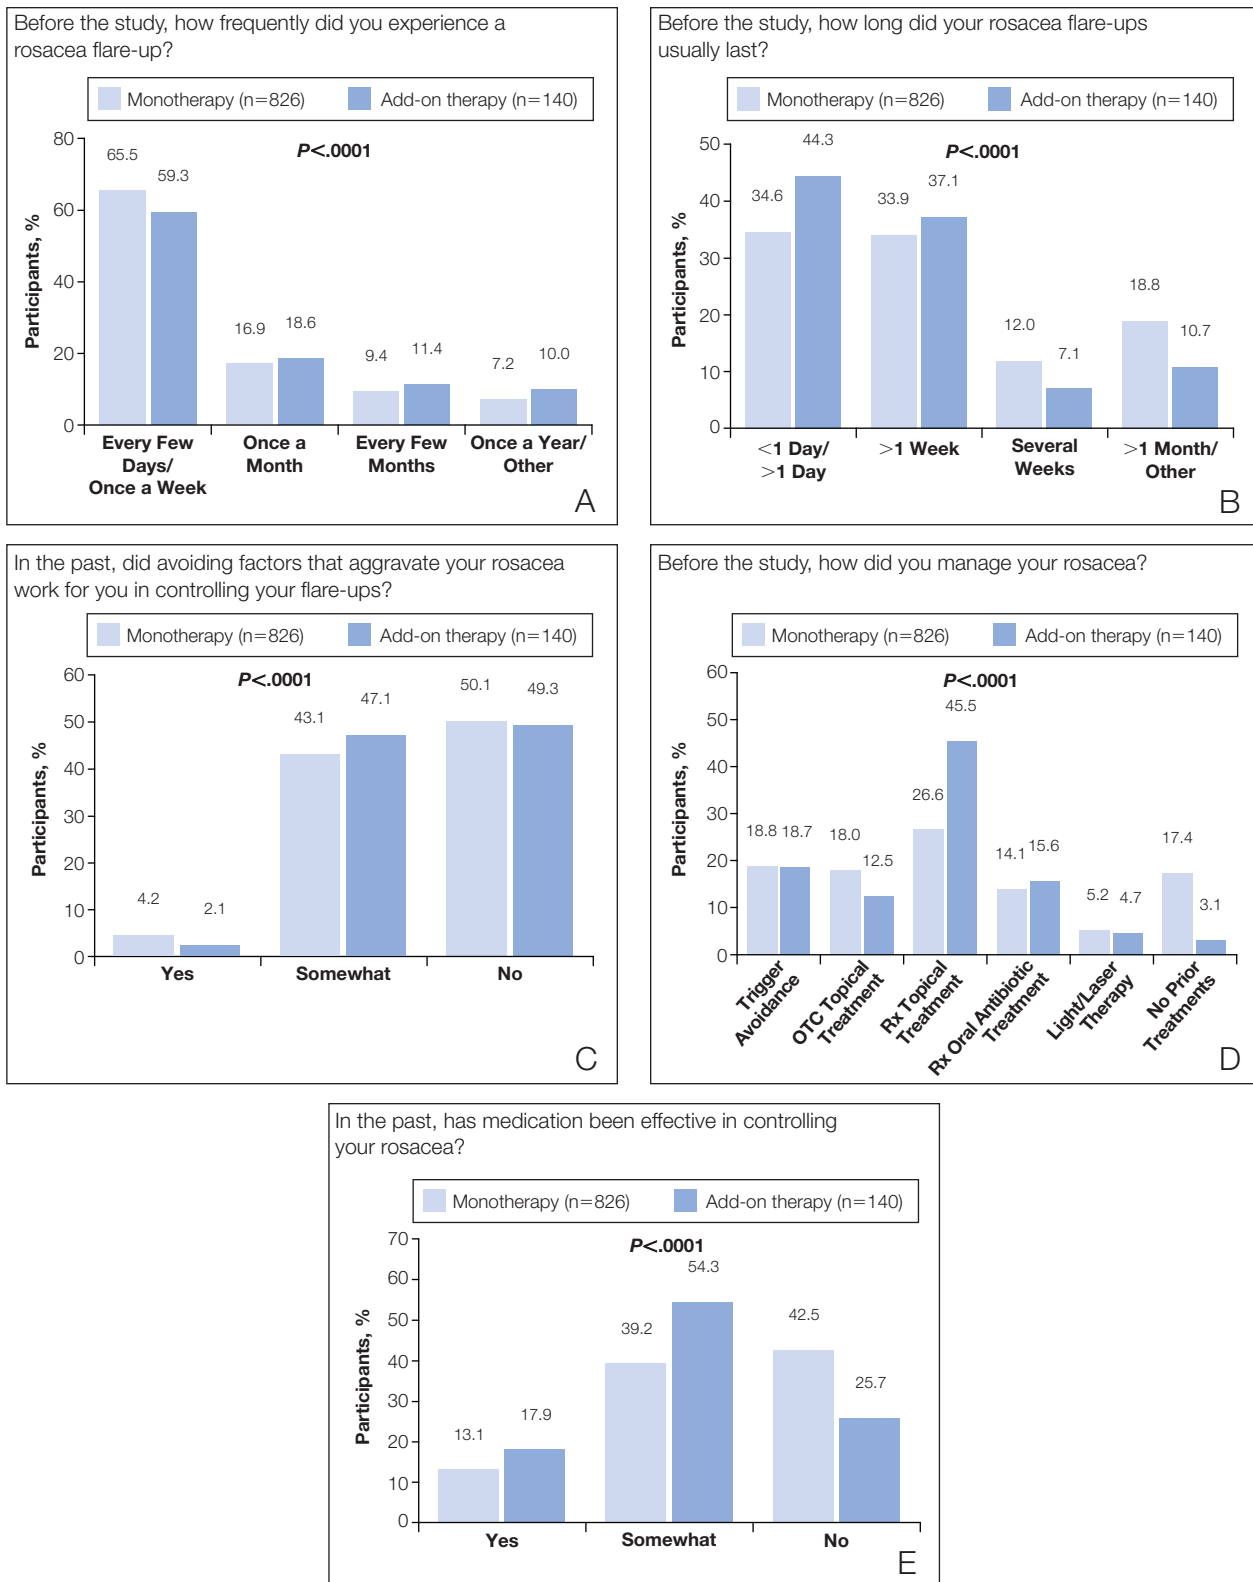 Before the study, how frequently did you experience a
rosacea flare-up?
Monotherapy (n=826)
Add-on therapy (n=140)
P<.0001
Participants, %
80
60
40
20
0
65.5
59.3
16.9
18.6
9.4
11.4
7.2
10.0
Every Few
Days/
Once a Week
Once a
Month
Every Few
Months
Once a Year/
Other
A
Before the study, how long did your rosacea flare-ups
usually last?
Monotherapy (n=826)
Add-on therapy (n=140)
P<.0001
Participants, %
50
40
30
20
10
0
34.6
44.3
33.9
37.1
12.0
7.1
18.8
10.7
<1 Day/
>1 Day
>1 Week
Several
Weeks
>1 Month/
Other
B
In the past, did avoiding factors that aggravate your rosacea
work for you in controlling your flare-ups?
Monotherapy (n=826)
Add-on therapy (n=140)
P<.0001
Participants, %
60
50
40
30
20
10
0
4.2
2.1
43.1
47.1
50.1
49.3
Yes
Somewhat
No
C
Before the study, how did you manage your rosacea?
Monotherapy (n=826)
Add-on therapy (n=140)
P<.0001
Participants, %
60
50
40
30
20
10
0
18.8
18.7
18.0
12.5
26.6
45.5
14.1
15.6
5.2
4.7
17.4
3.1
Trigger
Avoidance
OTC Topical
Treatment
Rx Topical
Treatment
Rx Oral Antibiotic
Treatment
Light/Laser
Therapy
No Prior
Treatments
D
In the past, has medication been effective in controlling
your rosacea?
Monotherapy (n=826)
Add-on therapy (n=140)
P<.0001
Participants, %
70
60
50
40
30
20
10
0
13.1
17.9
39.2
54.3
42.5
25.7
Yes
Somewhat
No
E